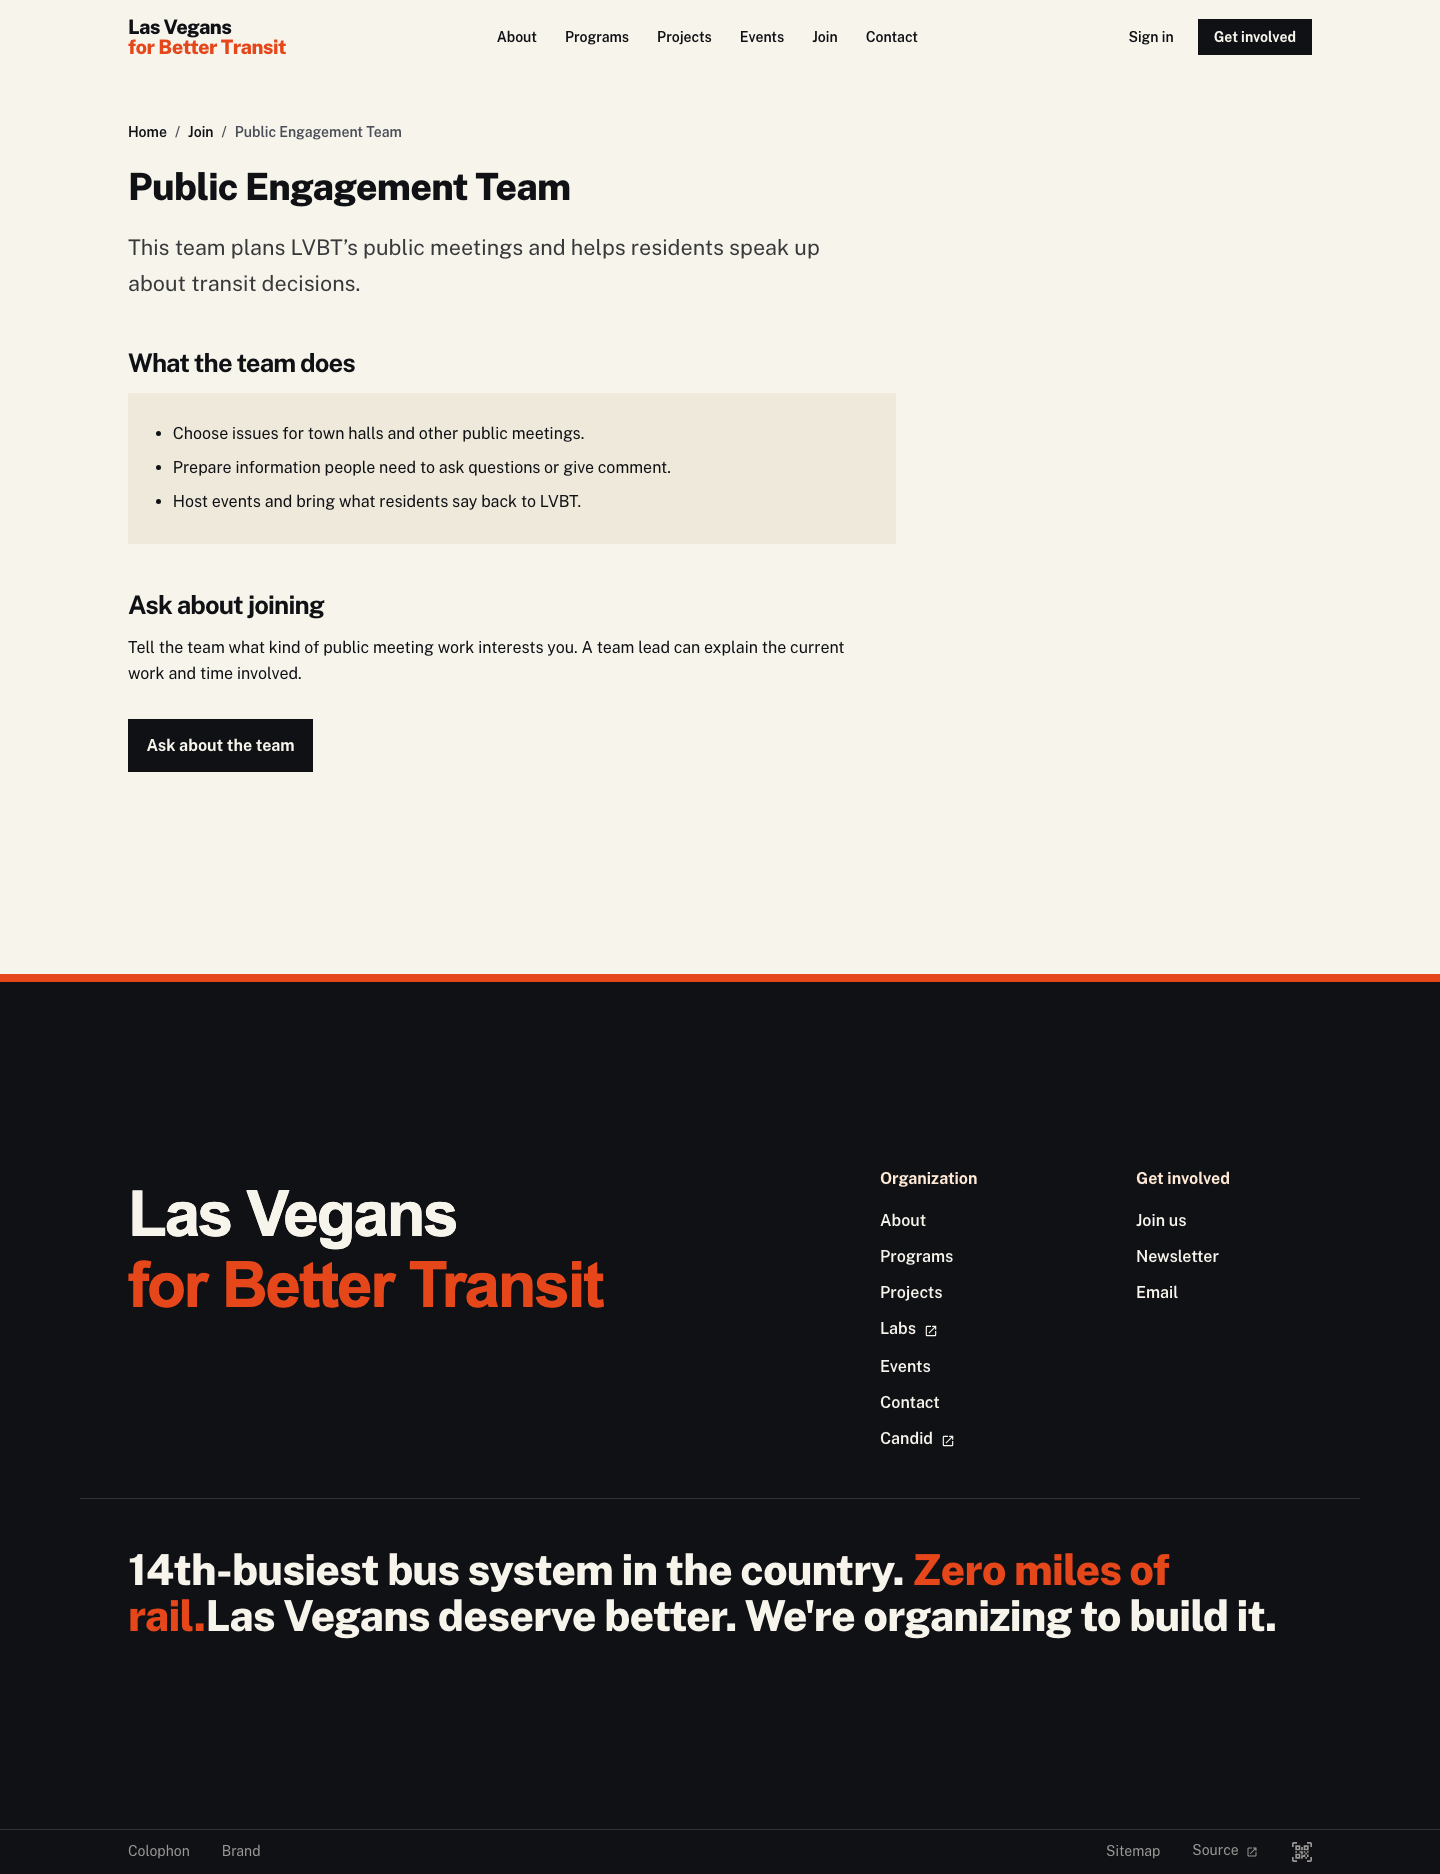 Las Vegans
for Better Transit
About Programs Projects Events Join Contact
Sign in Get involved
Home / Join / Public Engagement Team
Public Engagement Team
This team plans LVBT’s public meetings and helps residents speak up
about transit decisions.
What the team does
• Choose issues for town halls and other public meetings.
• Prepare information people need to ask questions or give comment.
• Host events and bring what residents say back to LVBT.
Ask about joining
Tell the team what kind of public meeting work interests you. A team lead can explain the current
work and time involved.
Ask about the team
Las Vegans
for Better Transit
Organization
About
Programs
Projects
Labs
Events
Contact
Candid
Get involved
Join us
Newsletter
Email
14th-busiest bus system in the country. Zero miles of
rail.Las Vegans deserve better. We're organizing to build it.
Colophon Brand
Sitemap Source